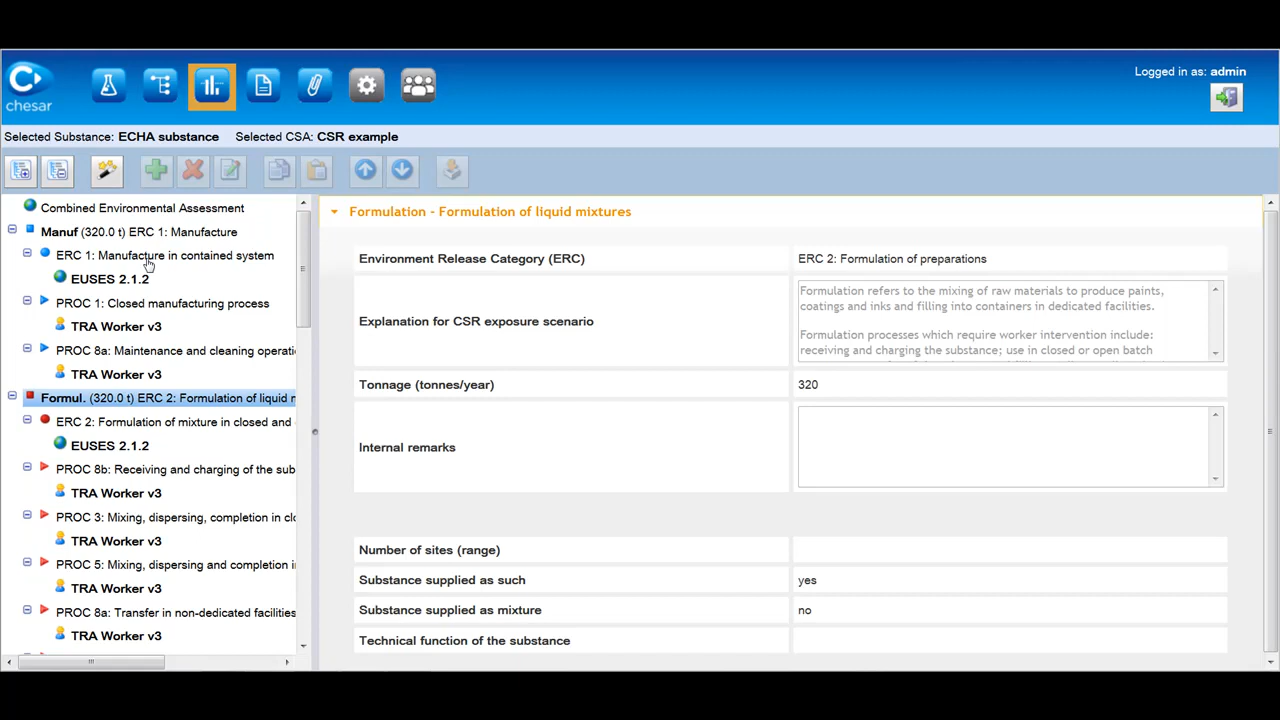 chesar
Logged in as: admin
Selected Substance: ECHA substance Selected CSA: CSR example
Combined Environmental Assessment
Manuf (320.0 t) ERC 1: Manufacture
ERC 1: Manufacture in contained system
EUSES 2.1.2
PROC 1: Closed manufacturing process
TRA Worker v3
PROC 8a: Maintenance and cleaning operati
TRA Worker v3
Formul. (320.0 t) ERC 2: Formulation of liquid m
ERC 2: Formulation of mixture in closed and
EUSES 2.1.2
PROC 8b: Receiving and charging of the sub
TRA Worker v3
PROC 3: Mixing, dispersing, completion in clo
TRA Worker v3
PROC 5: Mixing, dispersing and completion i
TRA Worker v3
PROC 8a: Transfer in non-dedicated facilities
TRA Worker v3
Formulation - Formulation of liquid mixtures
Environment Release Category (ERC)
ERC 2: Formulation of preparations
Explanation for CSR exposure scenario
Formulation refers to the mixing of raw materials to produce paints,
coatings and inks and filling into containers in dedicated facilities.
Formulation processes which require worker intervention include:
receiving and charging the substance; use in closed or open batch
Tonnage (tonnes/year)
320
Internal remarks
Number of sites (range)
Substance supplied as such
yes
Substance supplied as mixture
no
Technical function of the substance